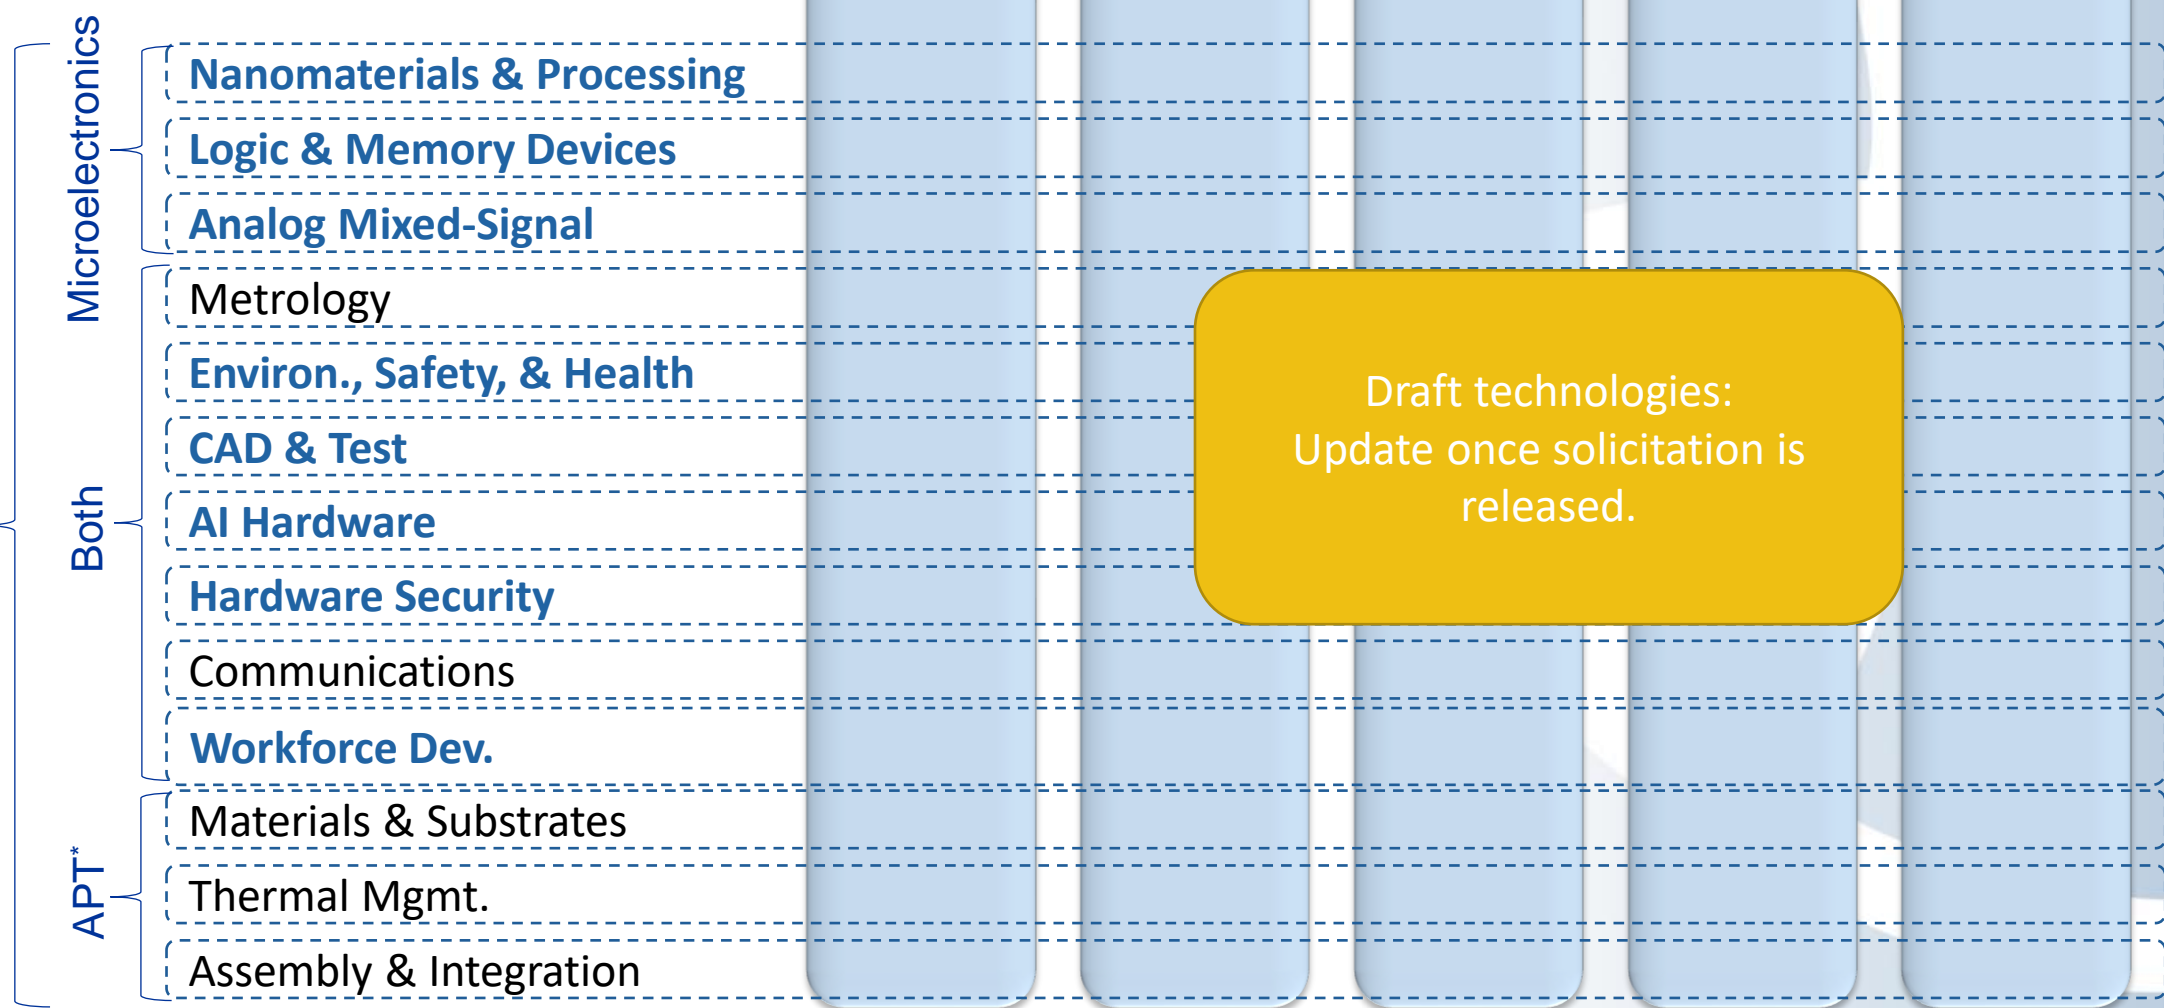 Microelectronics
Nanomaterials & Processing
Logic & Memory Devices
Analog Mixed-Signal
Both
Metrology
Environ., Safety, & Health
CAD & Test
AI Hardware
Hardware Security
Communications
Workforce Dev.
APT*
Materials & Substrates
Thermal Mgmt.
Assembly & Integration
Draft technologies:
Update once solicitation is
released.